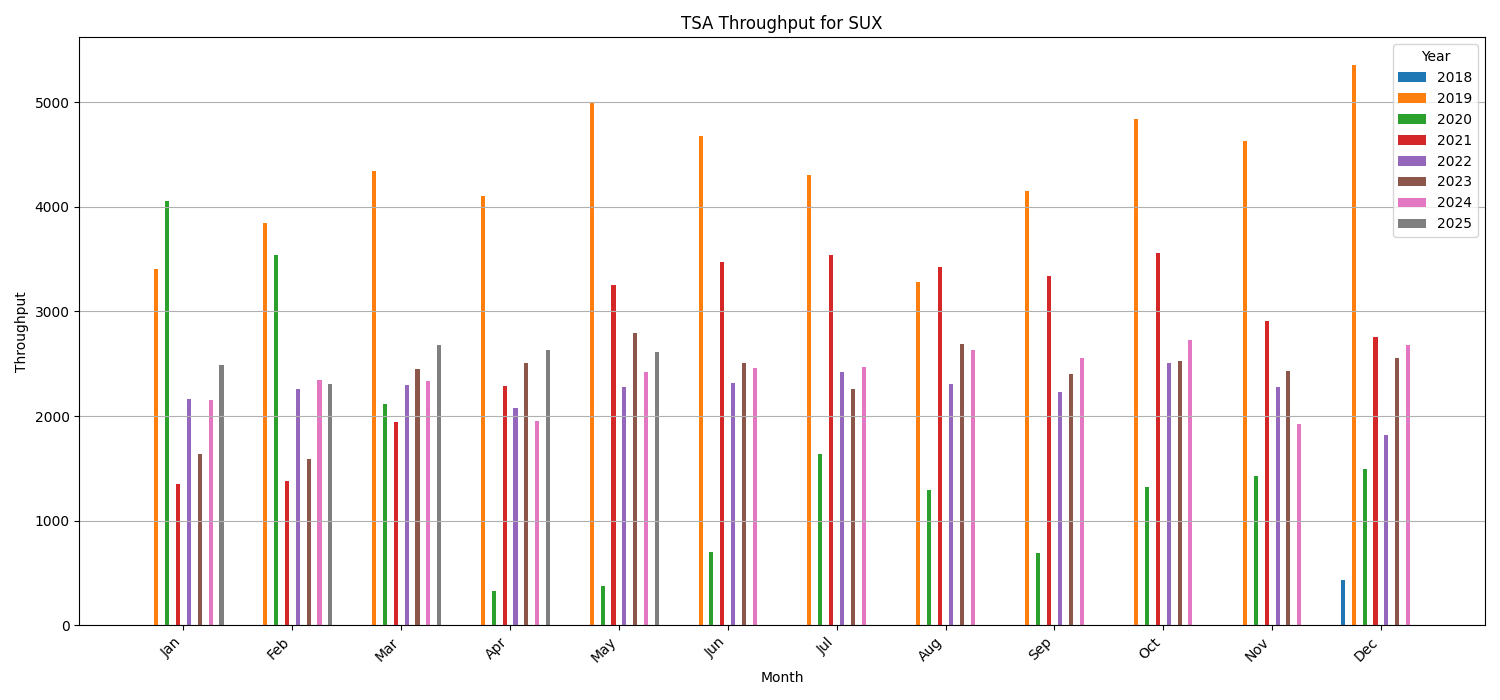 TSA Throughput for SUX
Year
2018
2019
2020
2021
2022
2023
2024
2025
Throughput
5000
4000
3000
2000
1000
0
Jan
Feb
Mar
Apr
May
Jun
Jul
Aug
Sep
Oct
Nov
Dec
Month